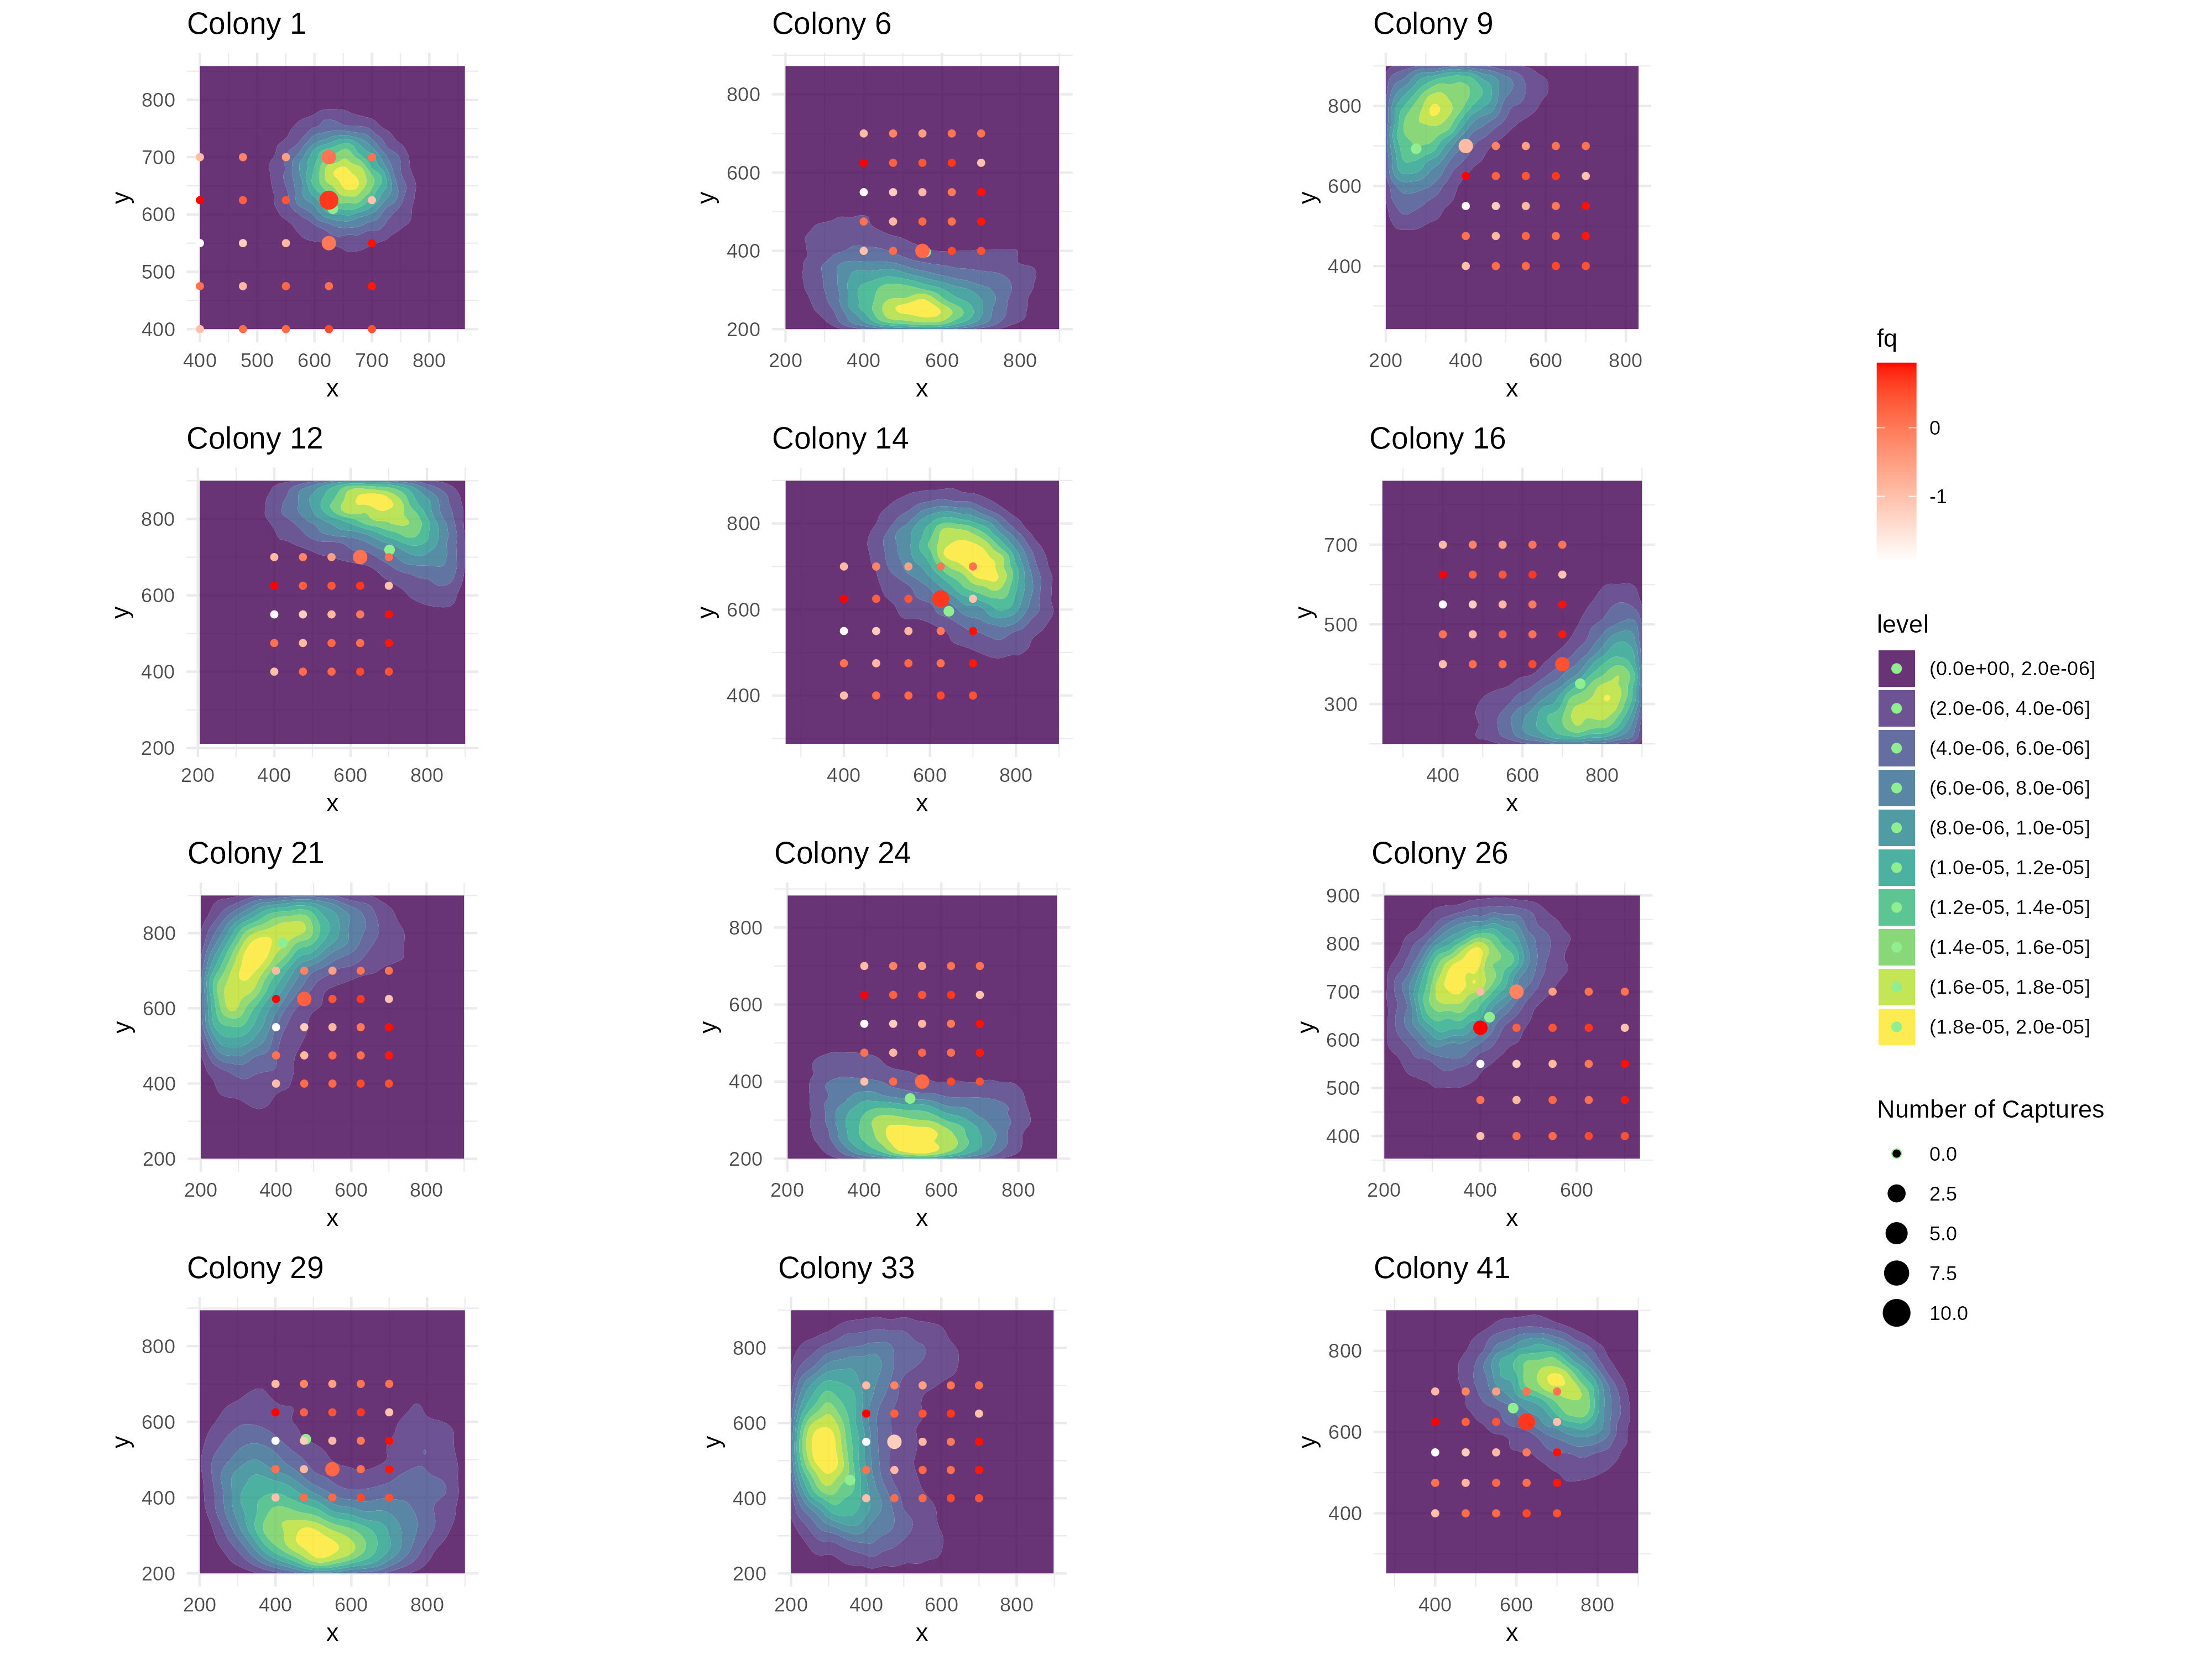 Colony 1
Colony 6
Colony 9
800
700
600
500
400
y
400 500 600 700 800
x
800
600
400
200
y
200 400 600 800
x
800
600
400
y
200 400 600 800
x
Colony 12
Colony 14
Colony 16
800
600
400
200
y
200 400 600 800
x
800
600
400
y
400 600 800
x
700
500
300
y
400 600 800
x
Colony 21
Colony 24
Colony 26
800
600
400
200
y
200 400 600 800
x
800
600
400
200
y
200 400 600 800
x
900
800
700
600
500
400
y
200 400 600
x
Colony 29
Colony 33
Colony 41
800
600
400
200
y
200 400 600 800
x
800
600
400
200
y
200 400 600 800
x
800
600
400
y
400 600 800
x
fq
0
-1
level
(0.0e+00, 2.0e-06]
(2.0e-06, 4.0e-06]
(4.0e-06, 6.0e-06]
(6.0e-06, 8.0e-06]
(8.0e-06, 1.0e-05]
(1.0e-05, 1.2e-05]
(1.2e-05, 1.4e-05]
(1.4e-05, 1.6e-05]
(1.6e-05, 1.8e-05]
(1.8e-05, 2.0e-05]
Number of Captures
0.0
2.5
5.0
7.5
10.0